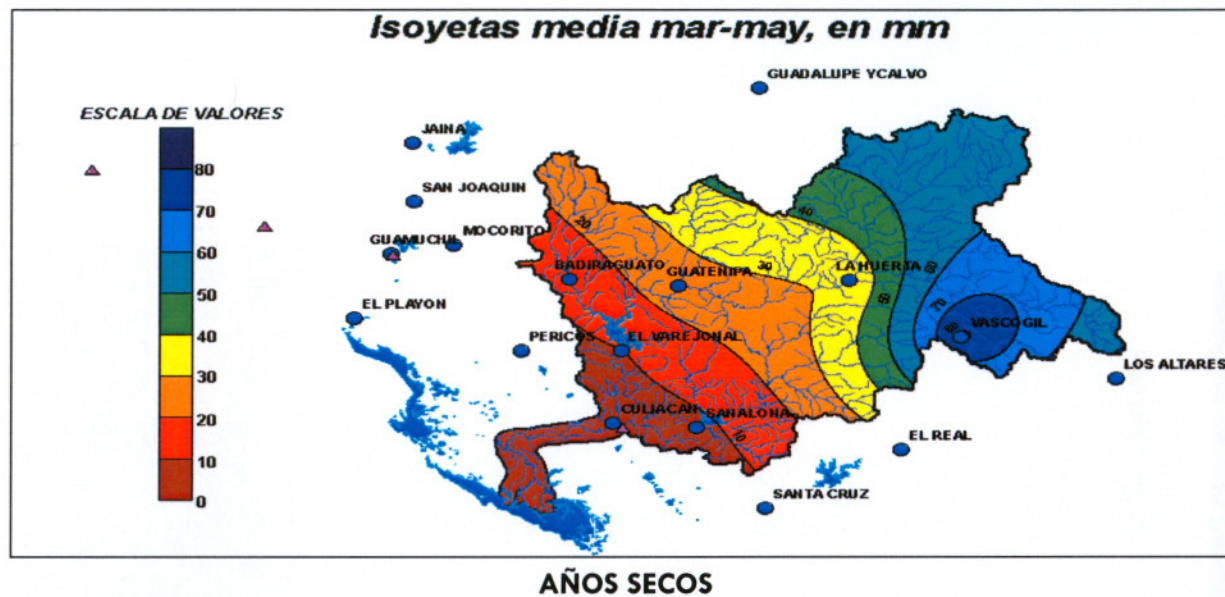 Isoyetas media mar-may, en mm
GUADALUPE YCALVO
ESCALA DE VALORES
JAINA
80
SAN JOAQUIN
70
40
20
MOCORITO
GUAMUCHIL
60
30
60
BADIRAGUATO
GUATENIPA
LA HUERTA
50
50
70
EL PLAYON
80
VASCOGIL
40
PERICOS
EL VAREJONAL
LOS ALTARES
30
20
CULIACAN
SANALONA
10
EL REAL
10
SANTA CRUZ
0
AÑOS SECOS